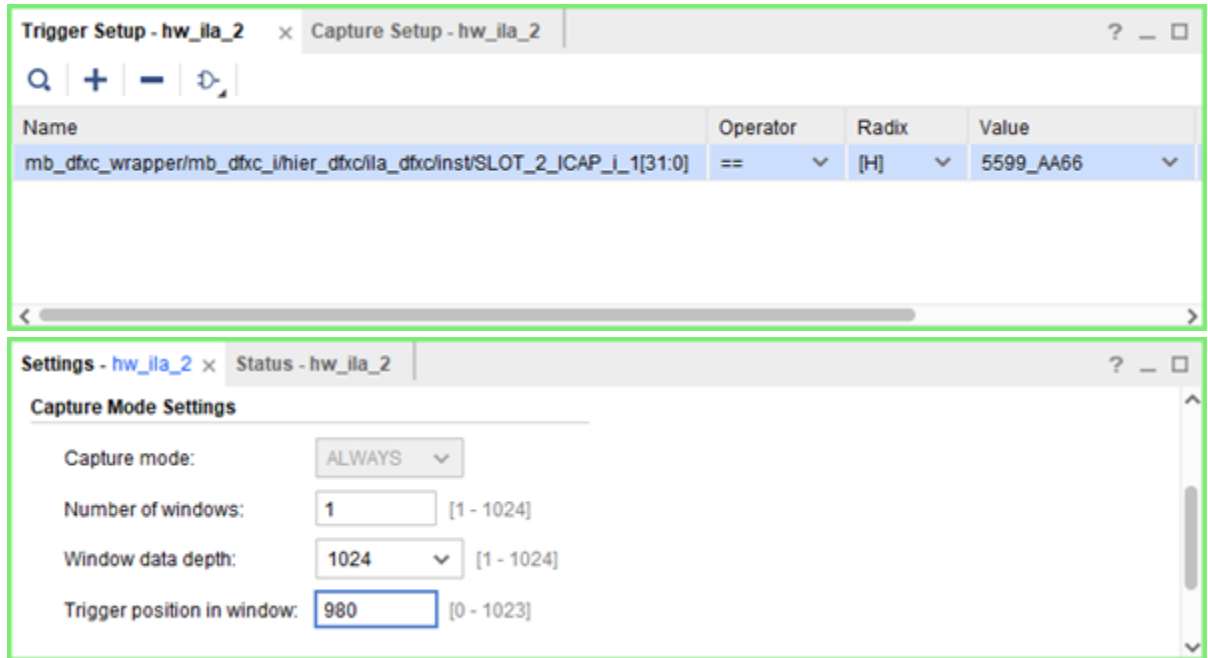 Trigger Setup - hw_ila_2 × Capture Setup - hw_ila_2 ? _
Name Operator Radix Value
mb_dfxc_wrapper/mb_dfxc_i/hier_dfxc/ila_dfxc/inst/SLOT_2_ICAP_i_1[31:0] == [H] 5599_AA66
Settings - hw_ila_2 × Status - hw_ila_2 ? _
Capture Mode Settings
Capture mode: ALWAYS
Number of windows: 1 [1 - 1024]
Window data depth: 1024 [1 - 1024]
Trigger position in window: 980 [0 - 1023]